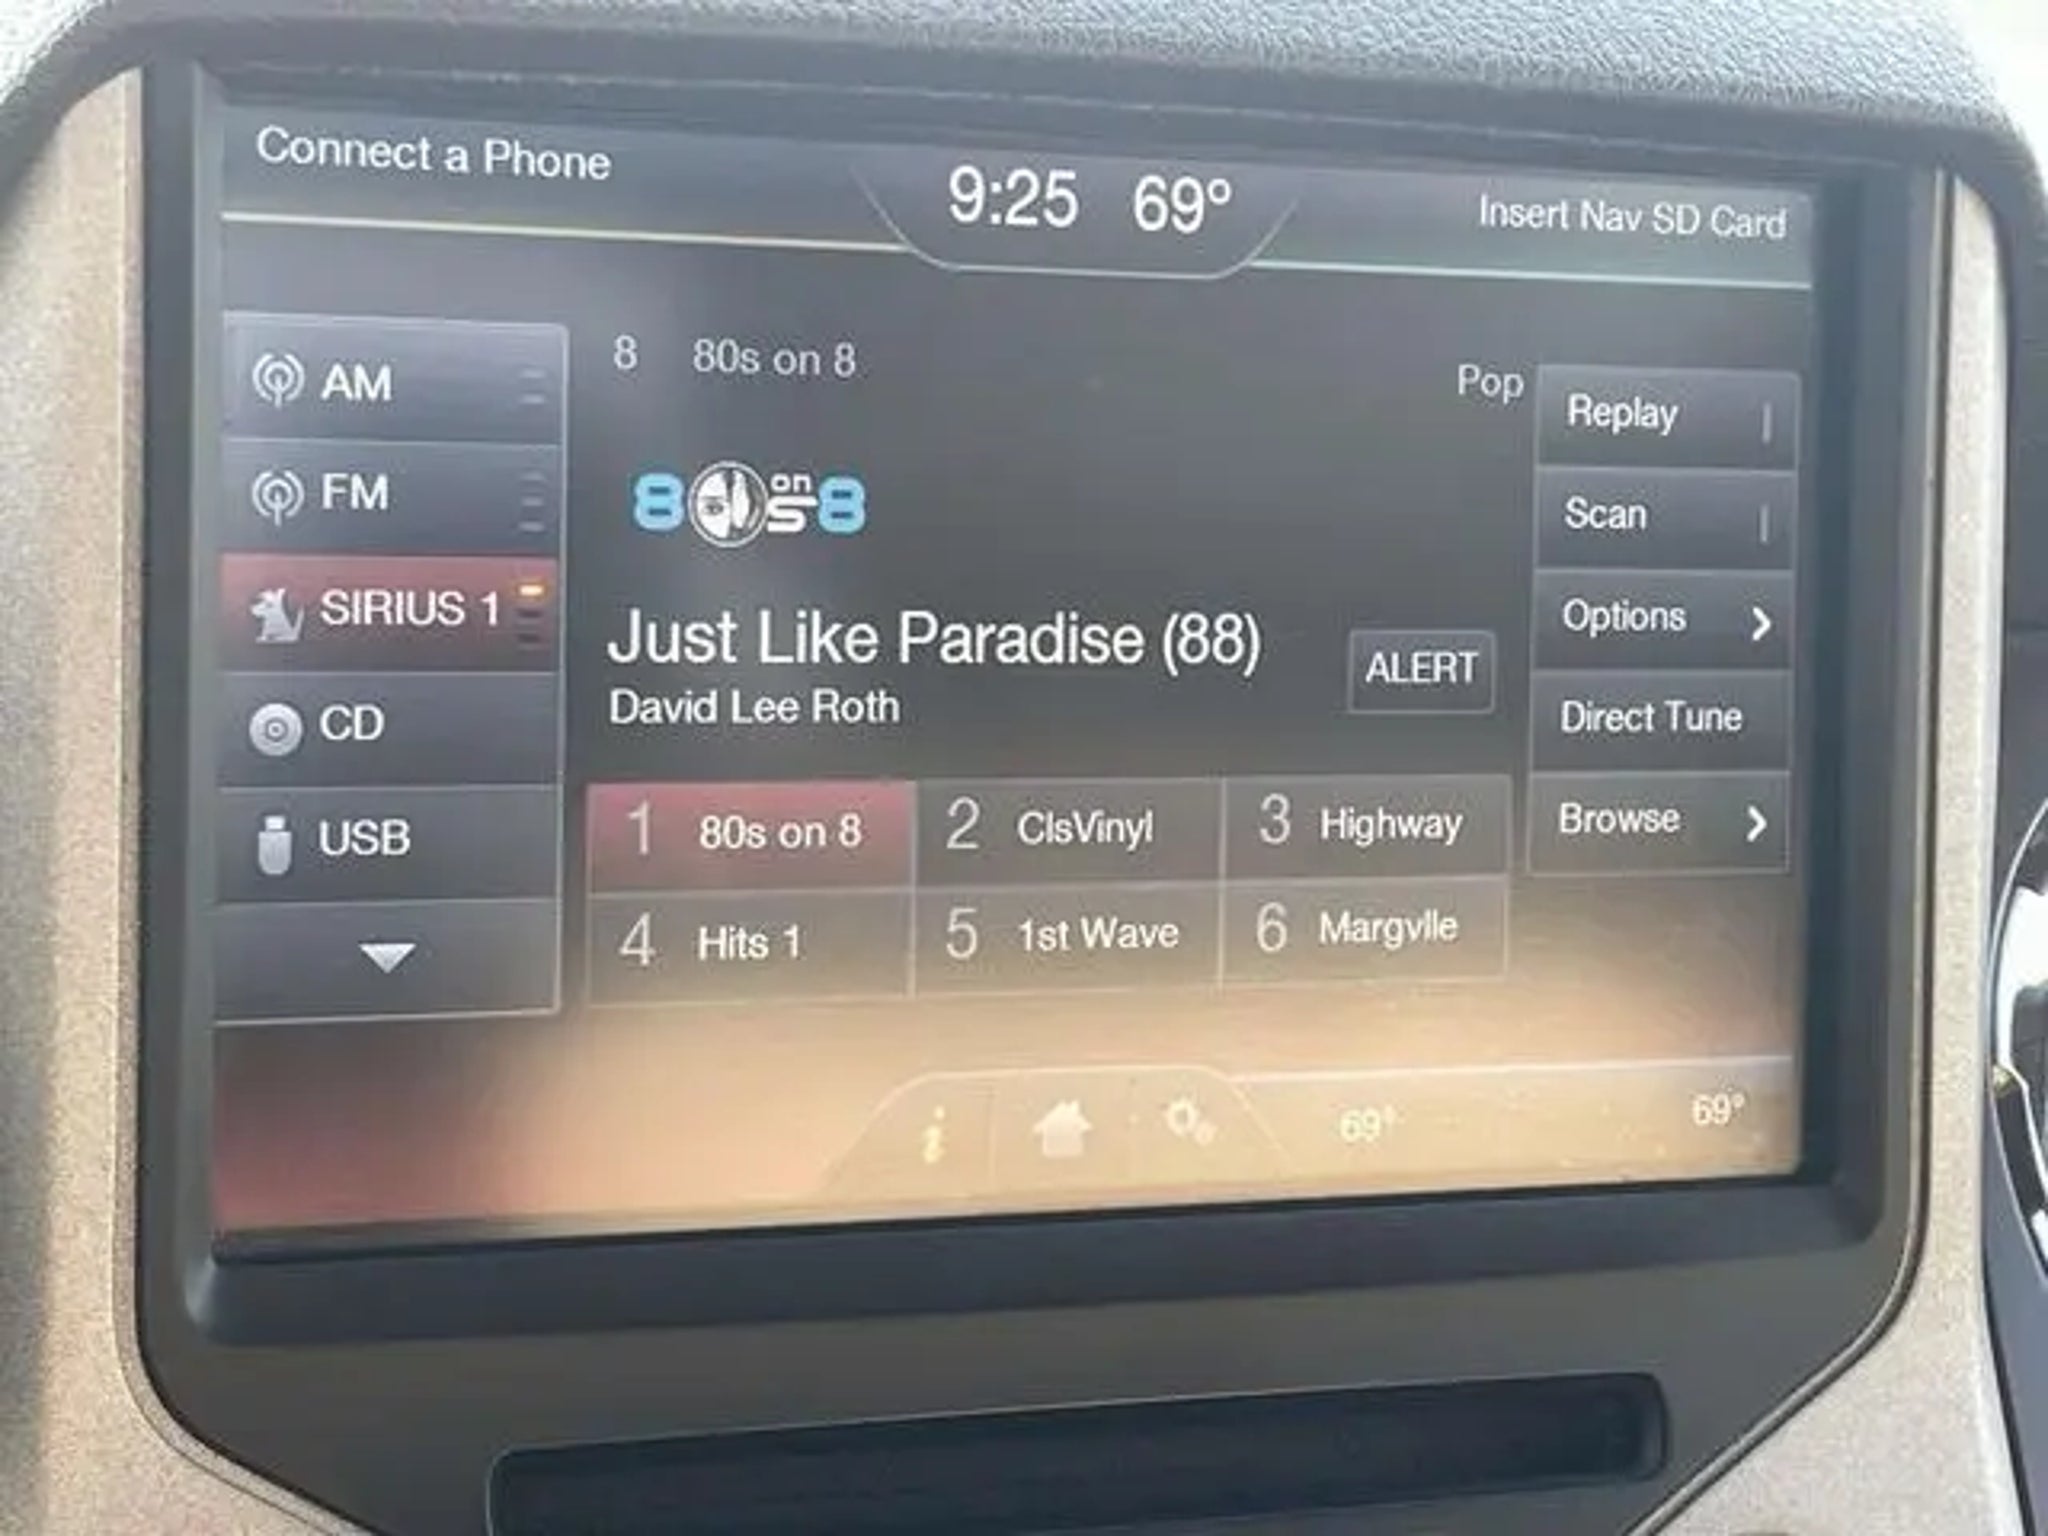 Connect a Phone
9:25 69°
Insert Nav SD Card
AM
FM
SIRIUS 1
CD
USB
8 80s on 8
Pop
80s on 8
Just Like Paradise (88)
David Lee Roth
ALERT
1 80s on 8
2 ClsVinyl
3 Highway
4 Hits 1
5 1st Wave
6 Margvlle
Replay
Scan
Options
Direct Tune
Browse
i
69°
69°